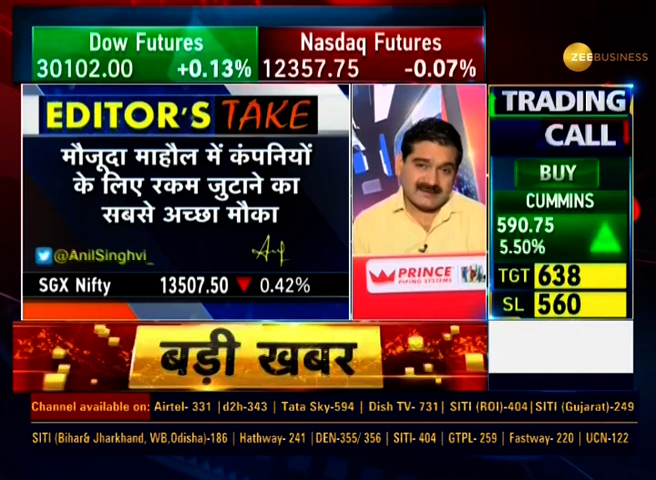 Dow Futures
30102.00 +0.13%
Nasdaq Futures
12357.75 -0.07%
ZEEBUSINESS
EDITOR'S TAKE
मौजूदा माहौल में कंपनियों
के लिए रकम जुटाने का
सबसे अच्छा मौका
@AnilSinghvi_
SGX Nifty 13507.50 ▼ 0.42%
PRINCE
PIPING SYSTEMS
TRADING
CALL
BUY
CUMMINS
590.75
5.50%
TGT 638
SL 560
बड़ी खबर
Channel available on: Airtel- 331 |d2h-343 | Tata Sky-594 | Dish TV- 731| SITI (ROI)-404|SITI (Gujarat)-249
SITI (Bihar& Jharkhand, WB,Odisha)-186 | Hathway- 241 |DEN-355/ 356 | SITI- 404 | GTPL- 259 | Fastway- 220 | UCN-122